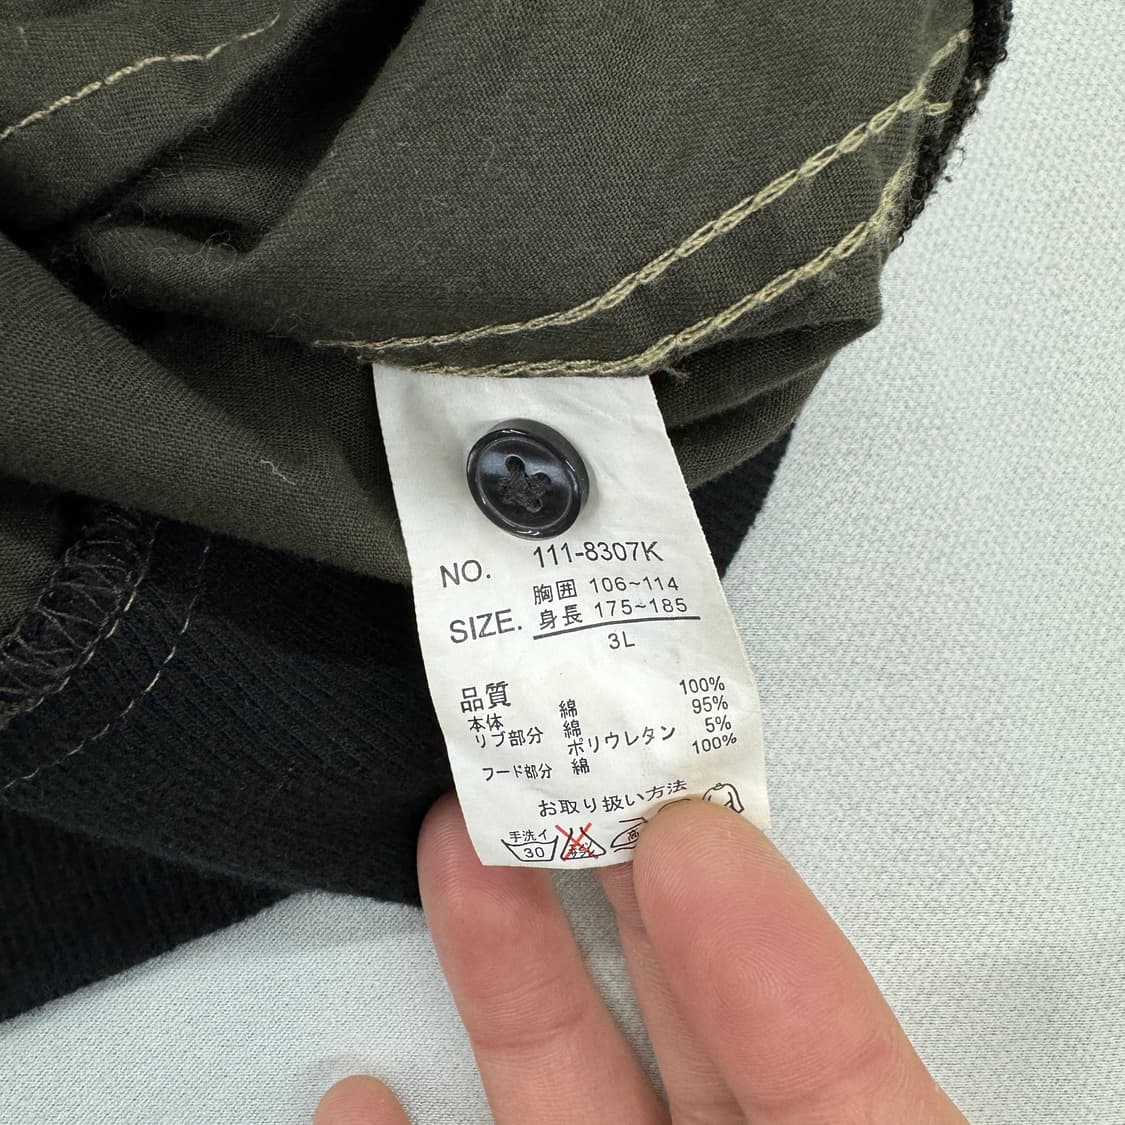 NO. 111-8307K
胸囲 106~114
SIZE. 身長 175~185
3L
品質
本体 綿 100%
リブ部分 綿 95%
ポリウレタン 5%
フード部分 綿 100%
お取り扱い方法
手洗イ
30